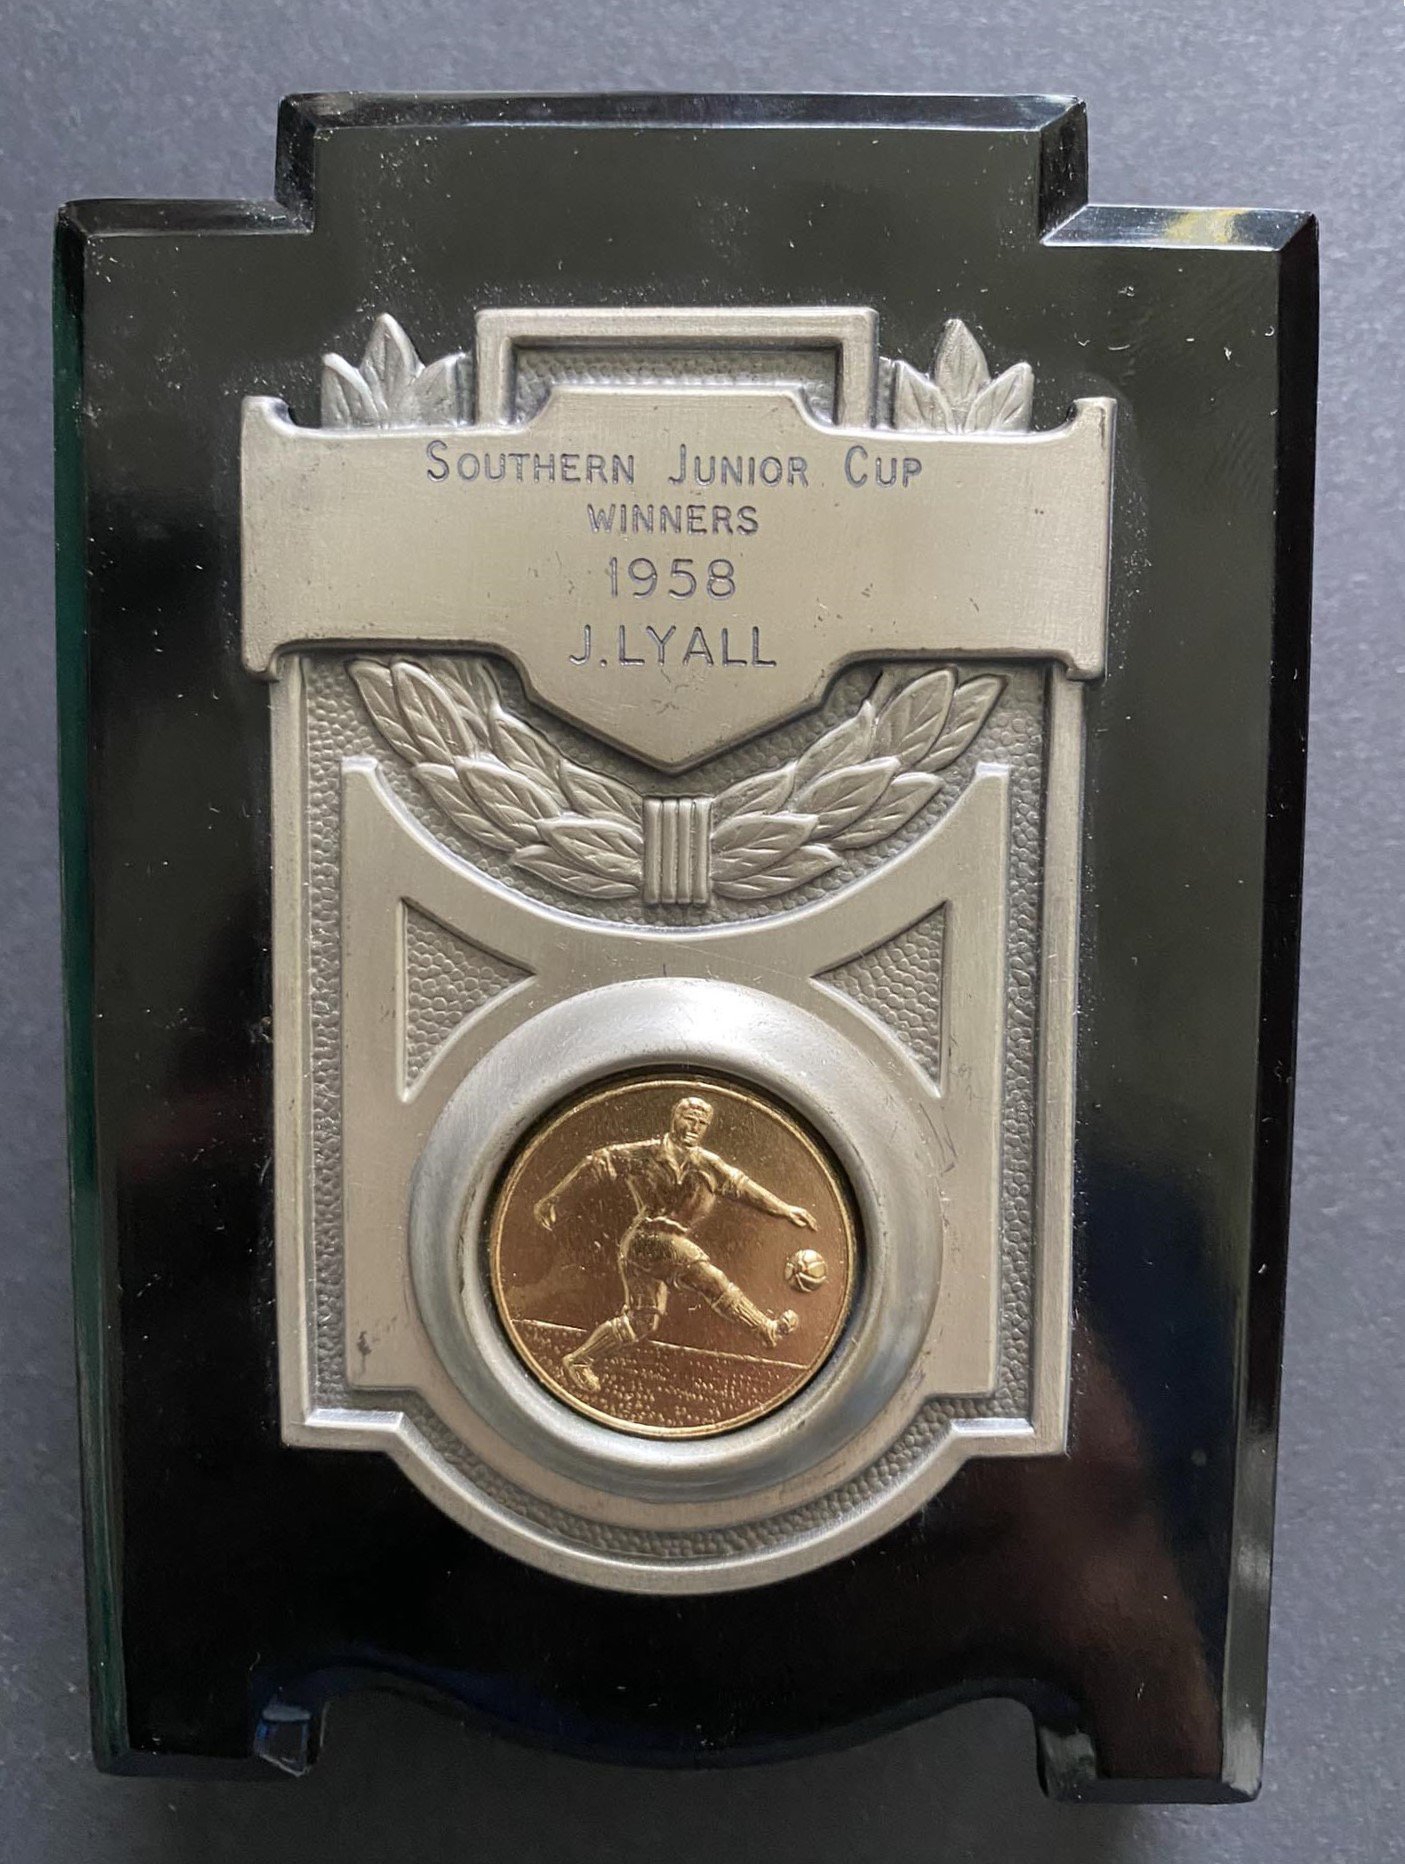 SOUTHERN JUNIOR CUP
WINNERS
1958
J.LYALL